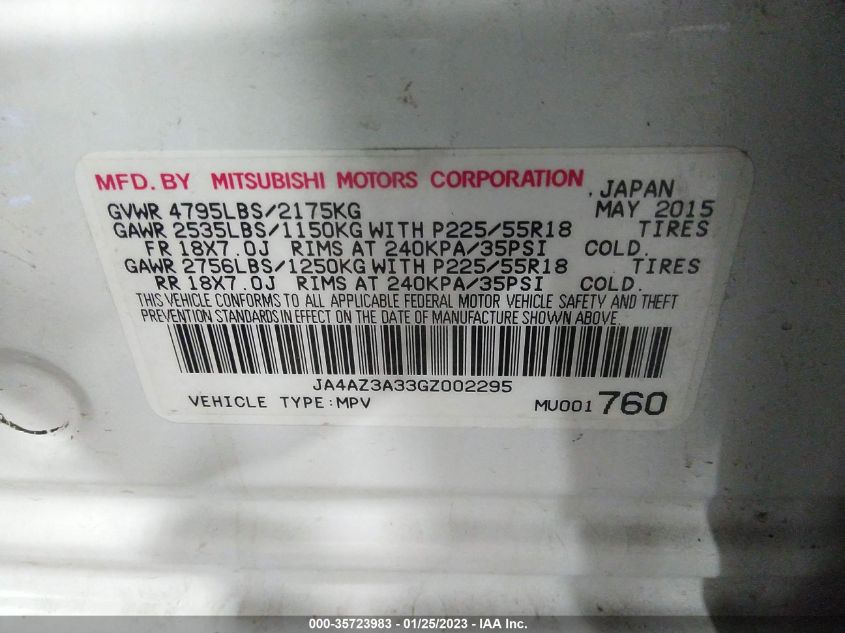 MFD. BY MITSUBISHI MOTORS CORPORATION , JAPAN
GVWR 4795LBS/2175KG MAY 2015
GAWR 2535LBS/1150KG WITH P225/55R18 TIRES
FR 18X7.0J RIMS AT 240KPA/35PSI COLD.
GAWR 2756LBS/1250KG WITH P225/55R18 TIRES
RR 18X7.0J RIMS AT 240KPA/35PSI COLD.
THIS VEHICLE CONFORMS TO ALL APPLICABLE FEDERAL MOTOR VEHICLE SAFETY AND THEFT
PREVENTION STANDARDS IN EFFECT ON THE DATE OF MANUFACTURE SHOWN ABOVE.
JA4AZ3A33GZ002295
VEHICLE TYPE:MPV MU001760
000-35723983 / 01/25/2023 - IAA Inc.